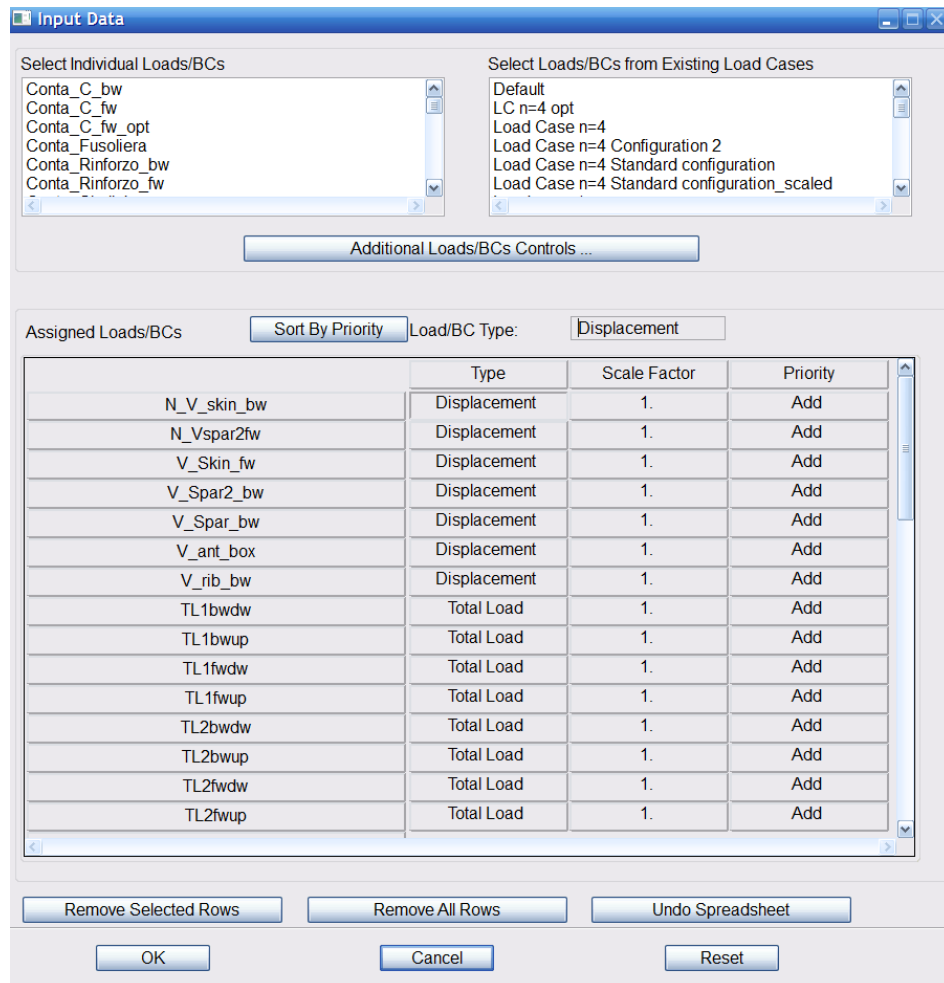 Input Data
Select Individual Loads/BCs
Conta_C_bw
Conta_C_fw
Conta_C_fw_opt
Conta_Fusoliera
Conta_Rinforzo_bw
Conta_Rinforzo_fw
Select Loads/BCs from Existing Load Cases
Default
LC n=4 opt
Load Case n=4
Load Case n=4 Configuration 2
Load Case n=4 Standard configuration
Load Case n=4 Standard configuration_scaled
Additional Loads/BCs Controls ...
Assigned Loads/BCs Sort By Priority Load/BC Type: Displacement
Type Scale Factor Priority
N_V_skin_bw Displacement 1. Add
N_Vspar2fw Displacement 1. Add
V_Skin_fw Displacement 1. Add
V_Spar2_bw Displacement 1. Add
V_Spar_bw Displacement 1. Add
V_ant_box Displacement 1. Add
V_rib_bw Displacement 1. Add
TL1bwdw Total Load 1. Add
TL1bwup Total Load 1. Add
TL1fwdw Total Load 1. Add
TL1fwup Total Load 1. Add
TL2bwdw Total Load 1. Add
TL2bwup Total Load 1. Add
TL2fwdw Total Load 1. Add
TL2fwup Total Load 1. Add
Remove Selected Rows Remove All Rows Undo Spreadsheet
OK Cancel Reset